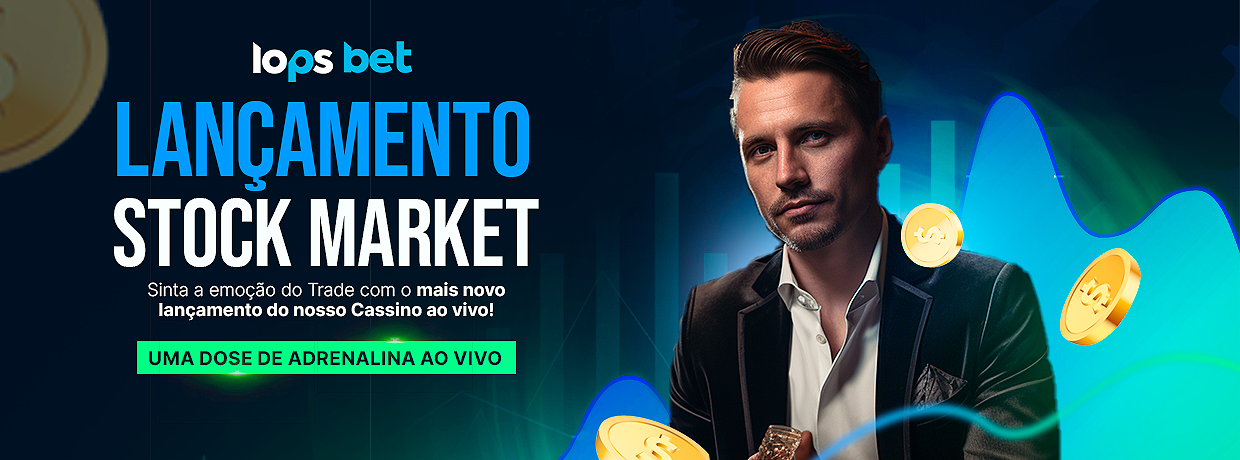 lops bet
LANÇAMENTO
STOCK MARKET
Sinta a emoção do Trade com o mais novo
lançamento do nosso Cassino ao vivo!
UMA DOSE DE ADRENALINA AO VIVO